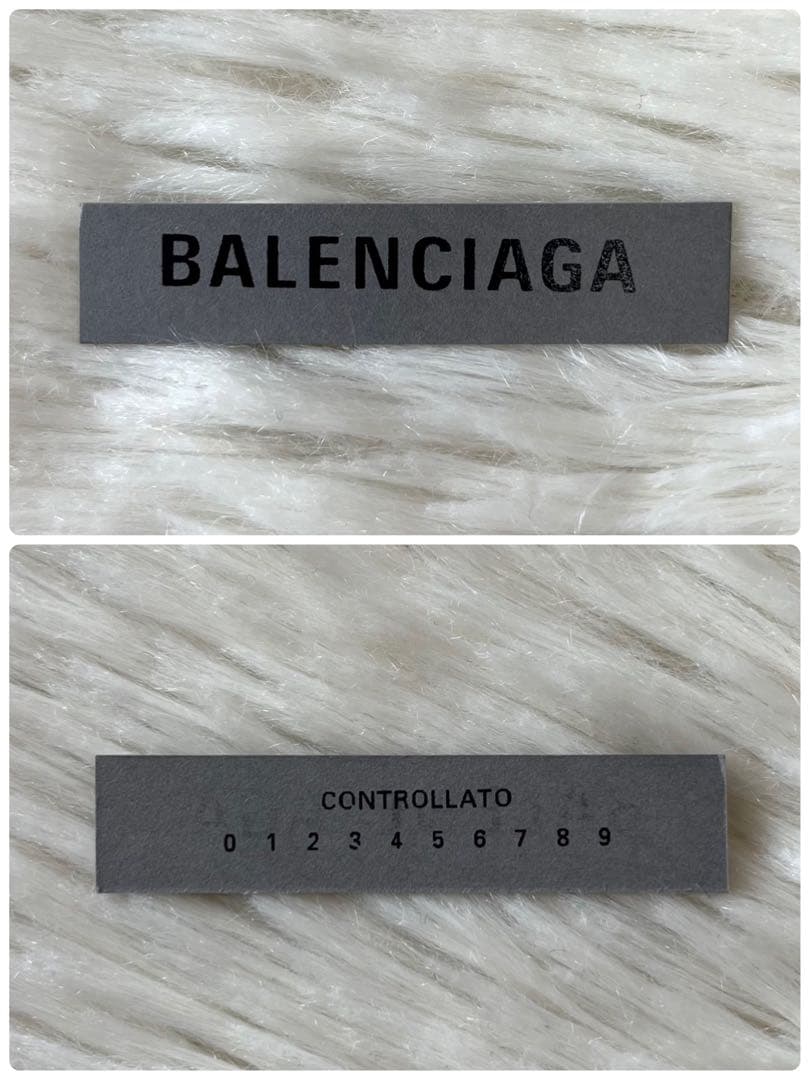 BALENCIAGA
CONTROLLATO
0 1 2 3 4 5 6 7 8 9